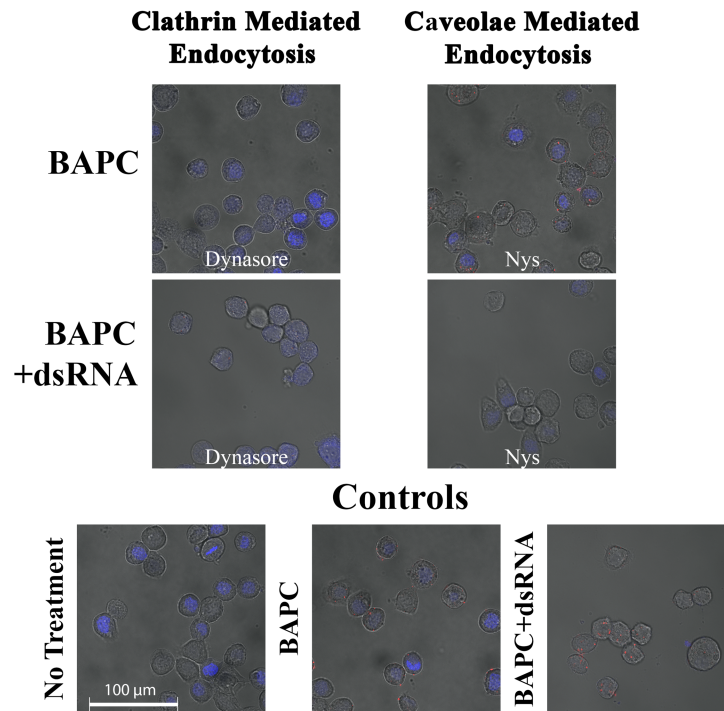 Clathrin Mediated
Endocytosis
Caveolae Mediated
Endocytosis
BAPC
Dynasore
Nys
BAPC
+dsRNA
Dynasore
Nys
Controls
No Treatment
BAPC
BAPC+dsRNA
100 µm